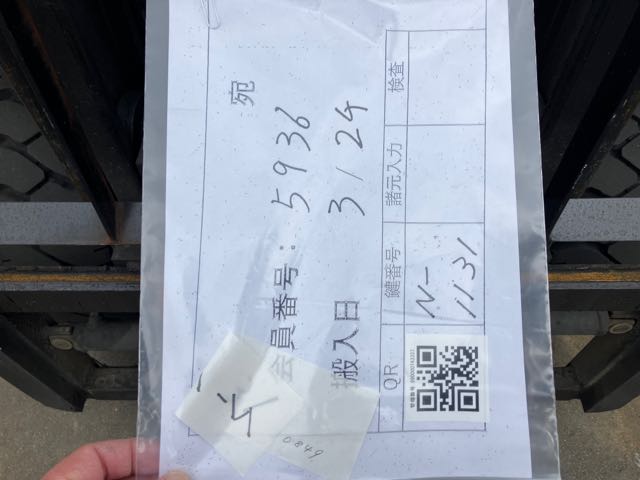 宛
会員番号: 5936
搬入日 3/24
QR 鍵番号 諸元入力 検査
N-
1131
0849